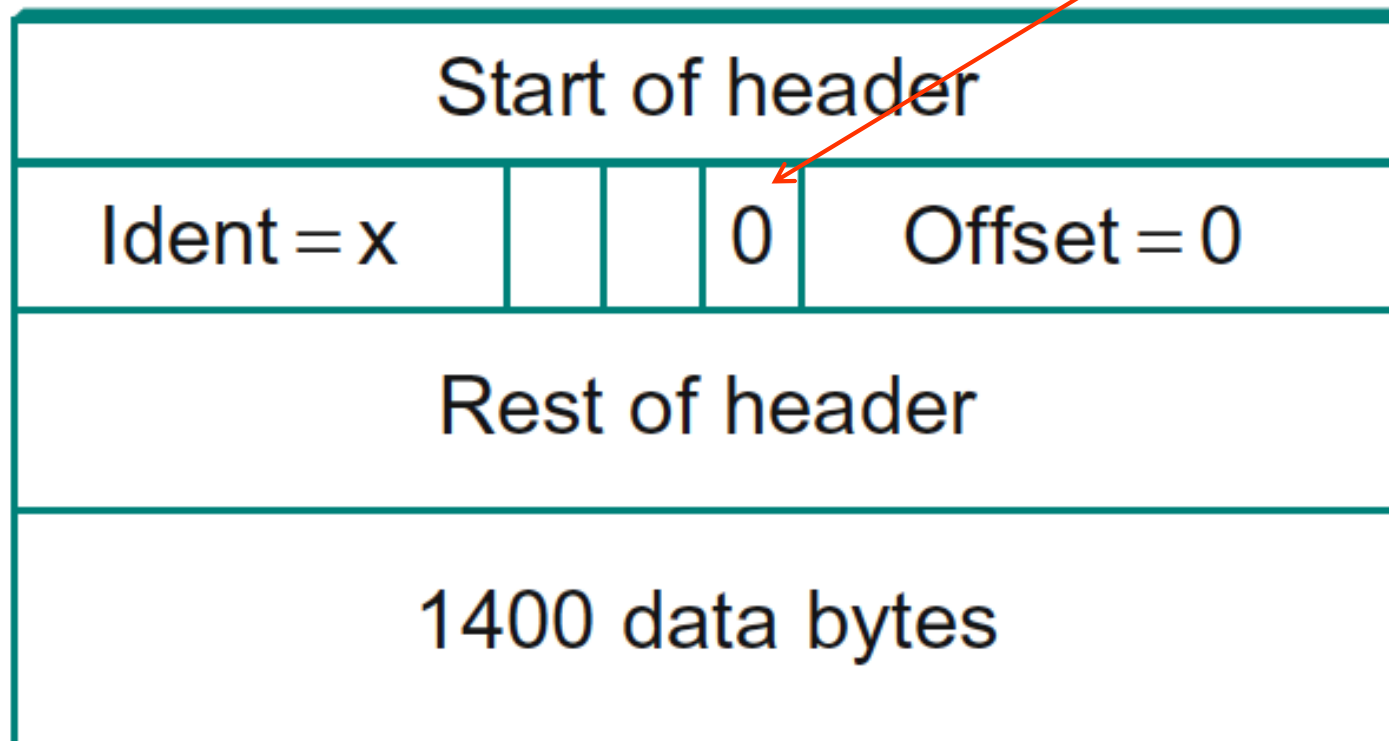 Start of header
Ident = x 0 Offset = 0
Rest of header
1400 data bytes